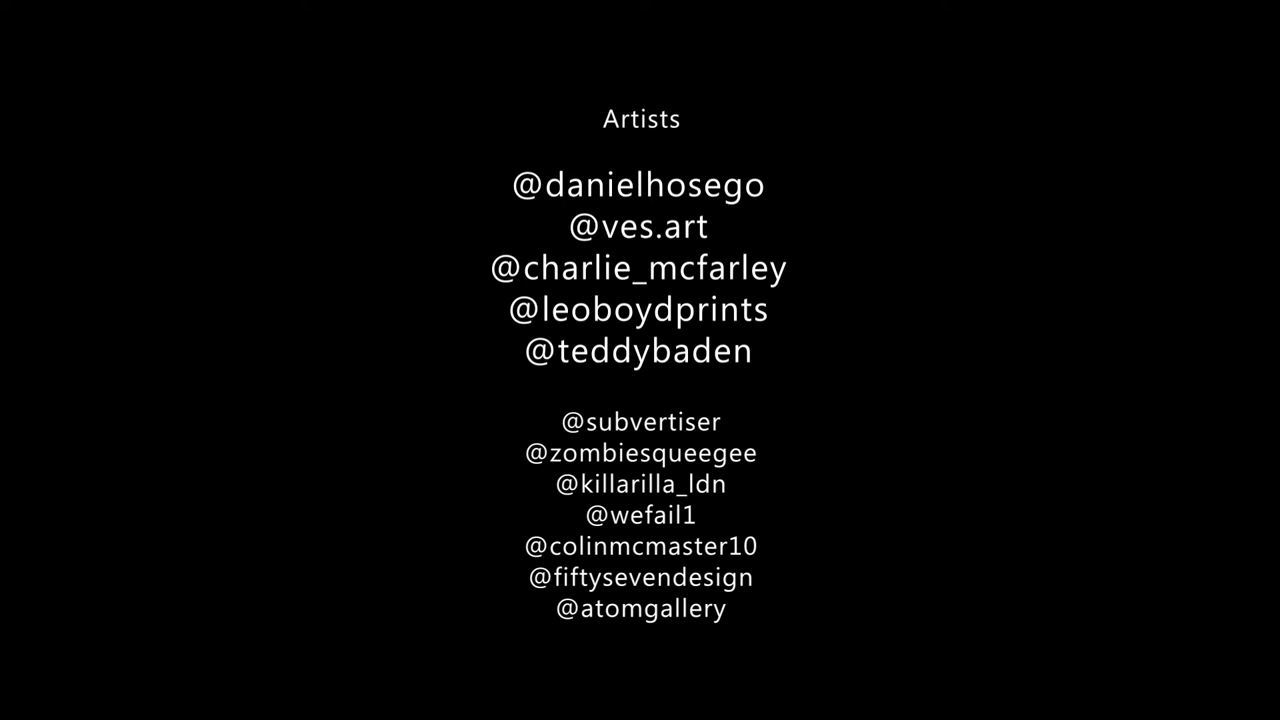 Artists
@danielhosego
@ves.art
@charlie_mcfarley
@leoboydprints
@teddybaden
@subvertiser
@zombiesqueegee
@killarilla_ldn
@wefail1
@colinmcmaster10
@fiftysevendesign
@atomgallery